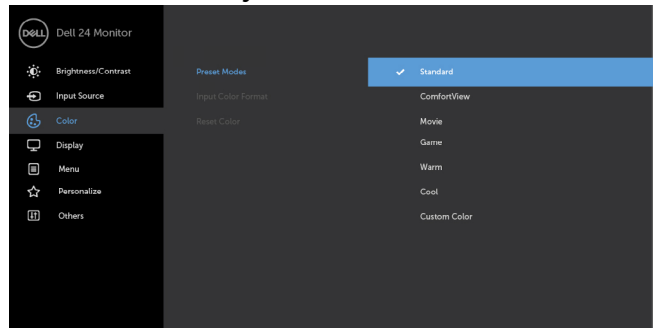 DELL Dell 24 Monitor
Brightness/Contrast Preset Modes Standard
Input Source Input Color Format ComfortView
Color Reset Color Movie
Display Game
Menu Warm
Personalize Cool
Others Custom Color